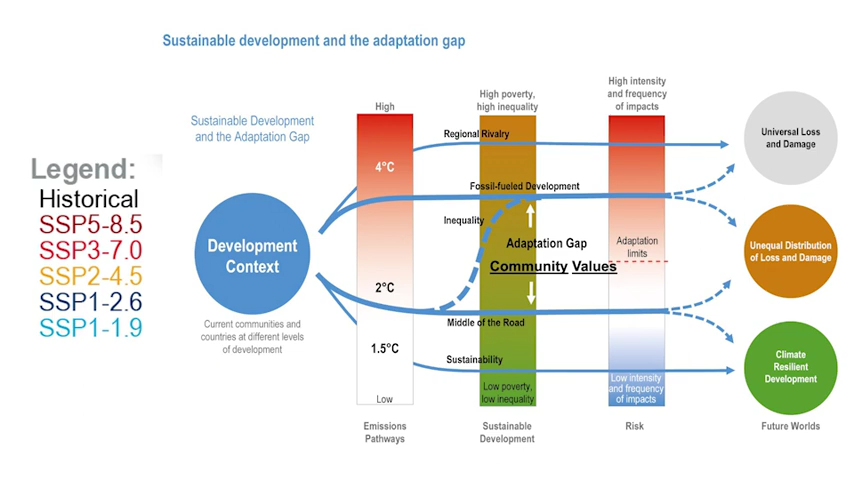 Sustainable development and the adaptation gap
Sustainable Development
and the Adaptation Gap
Legend:
Historical
SSP5-8.5
SSP3-7.0
SSP2-4.5
SSP1-2.6
SSP1-1.9
Development
Context
Current communities and
countries at different levels
of development
High
4°C
2°C
1.5°C
Low
Emissions
Pathways
High poverty,
high inequality
Regional Rivalry
Fossil-fueled Development
Inequality
Adaptation Gap
Community Values
Middle of the Road
Sustainability
Low poverty,
low inequality
Sustainable
Development
High intensity
and frequency
of impacts
Adaptation
limits
Low intensity
and frequency
of impacts
Risk
Universal Loss
and Damage
Unequal Distribution
of Loss and Damage
Climate
Resilient
Development
Future Worlds